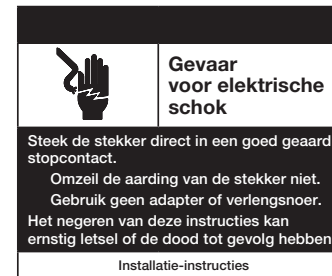 Gevaar
voor elektrische
schok
Steek de stekker direct in een goed geaard
stopcontact.
Omzeil de aarding van de stekker niet.
Gebruik geen adapter of verlengsnoer.
Het negeren van deze instructies kan
ernstig letsel of de dood tot gevolg hebben
Installatie-instructies